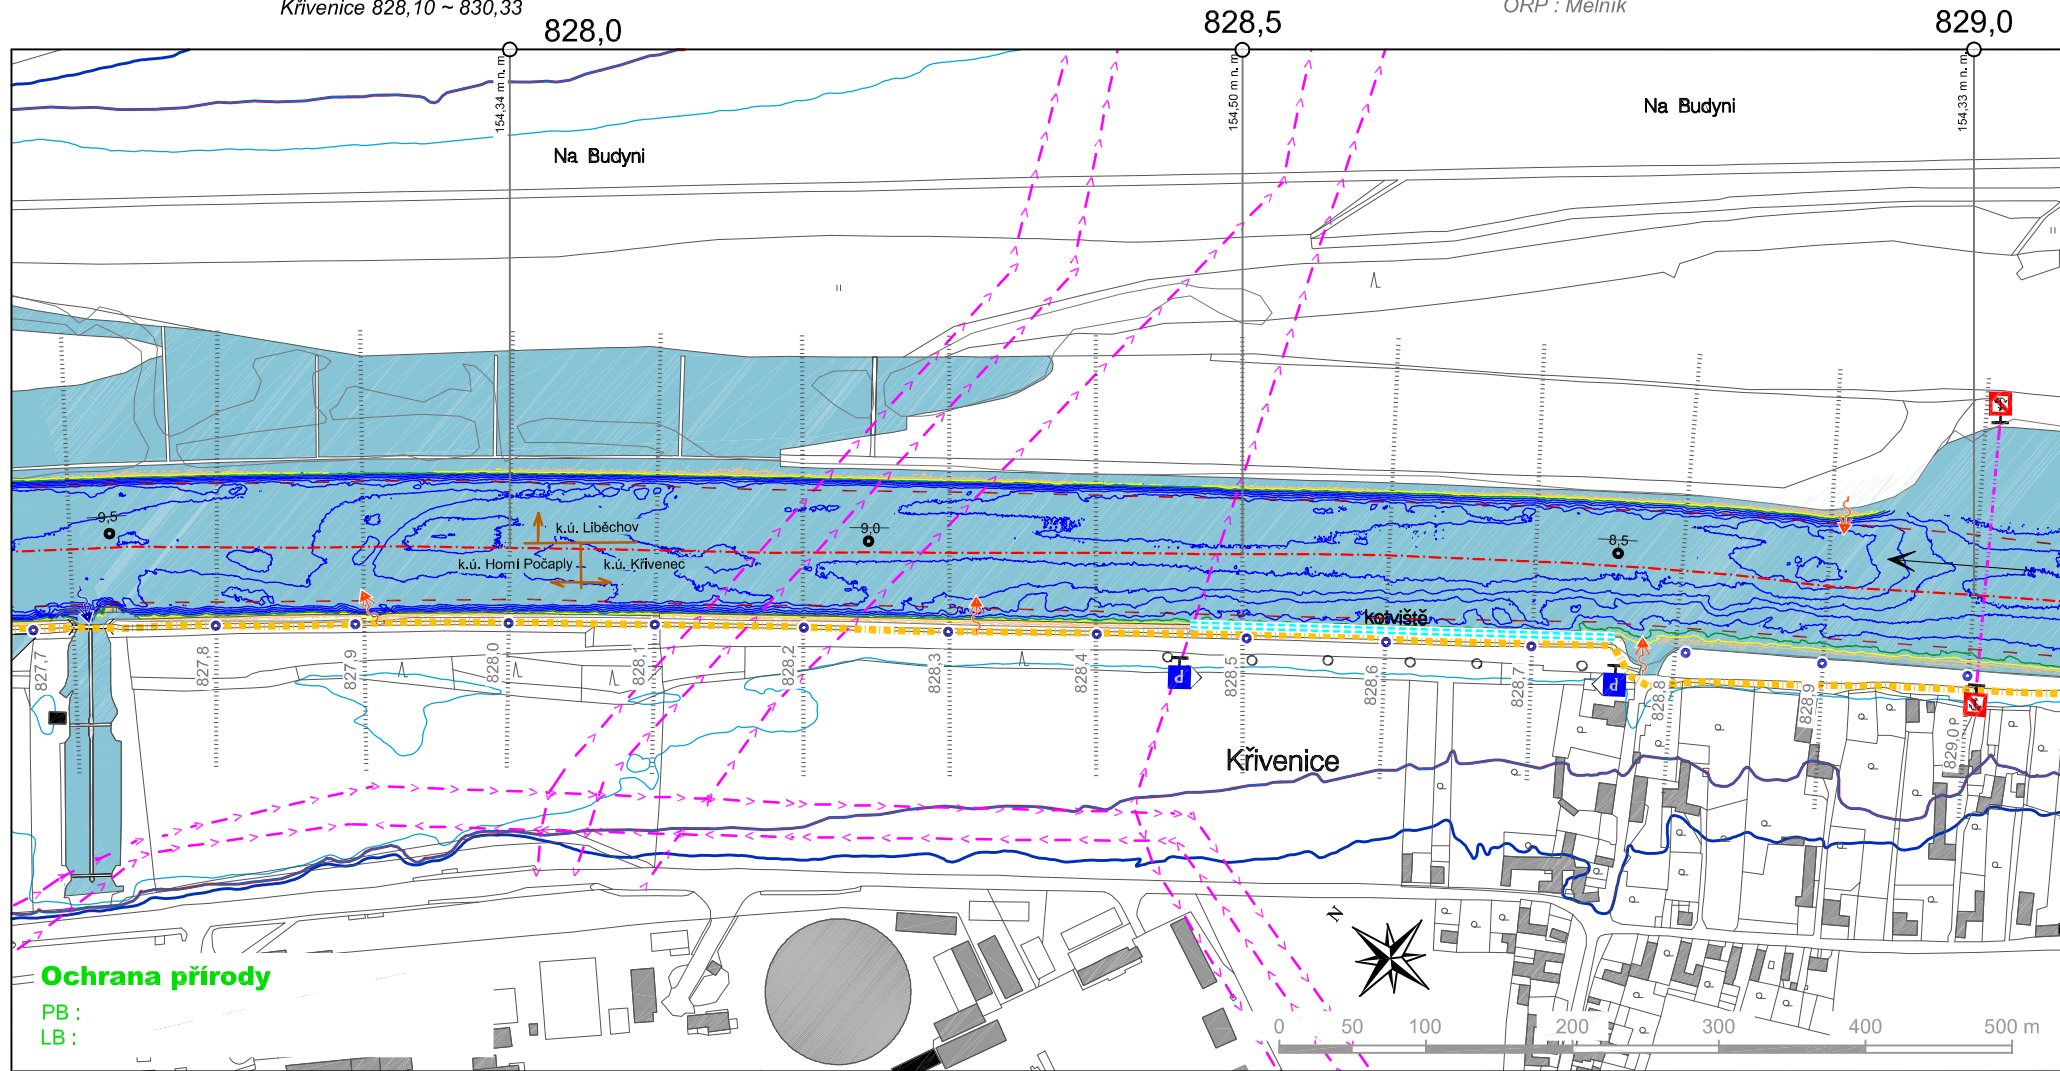 Křivenice 828,10 ~ 830,33
ORP : Mělník
828,0
828,5
829,0
154,34 m n. m.
154,50 m n. m.
154,33 m n. m.
Na Budyni
Na Budyni
9,5
9,0
8,5
k.ú. Liběchov
k.ú. Horní Počaply
k.ú. Křivenec
kotviště
827,7
827,8
827,9
828,0
828,1
828,2
828,3
828,4
828,5
828,6
828,7
828,8
828,9
829,0
Křivenice
N
Ochrana přírody
PB :
LB :
0
50
100
200
300
400
500 m